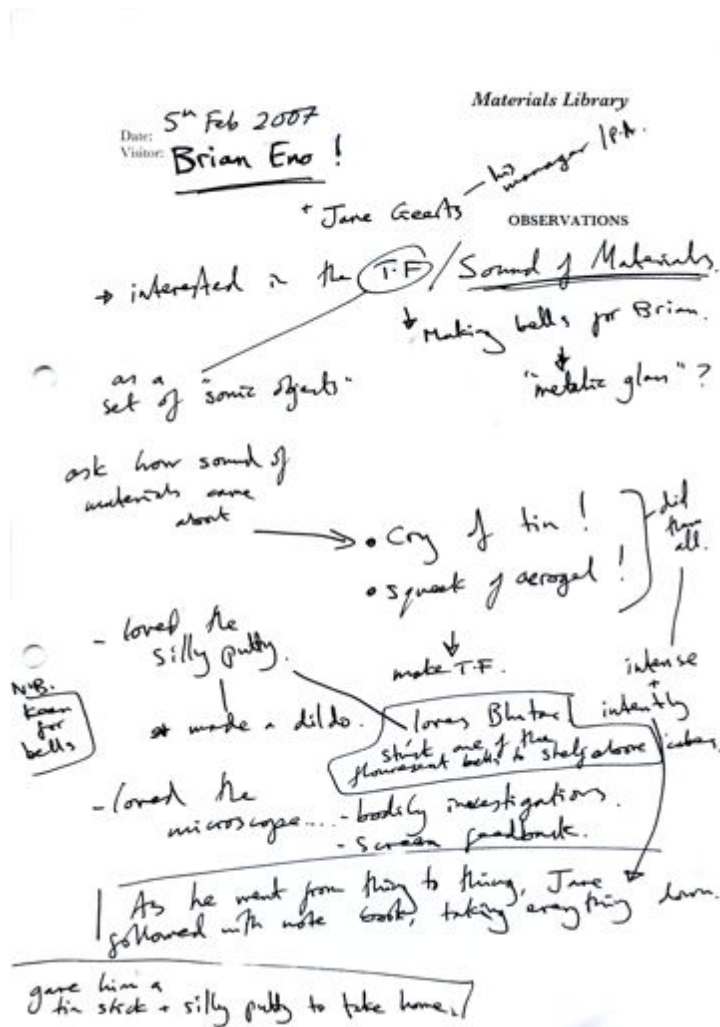 Materials Library
Date: 5th Feb 2007
Visitor: Brian Eno !
+ Jane Geerts — his manager / P.A.
OBSERVATIONS
→ interested in the T.F / Sound of Materials.
Making bells for Brian.
"metallic glass" ?
as a
set of "sonic objects"
ask how sound of
materials came
about
• Cry of tin !
• squeak of aerogel !
did
them
all.
- loved the
silly putty.
make T.F.
intense
+
intently
N.B.
Keen
for
bells
made a dildo.
loves
stuck one of the
flourescent balls to shelf above
- loved the
microscope.... - bodily investigations.
- screen feedback.
As he went from thing to thing, Jane
followed with note book, taking everything down.
gave him a
tin stick + silly putty to take home.